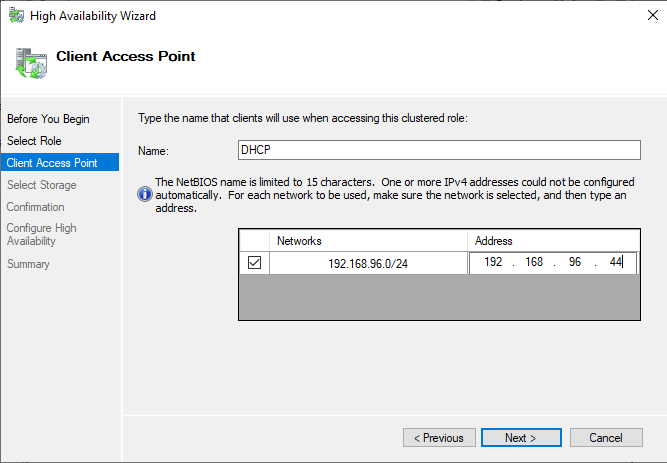 High Availability Wizard
Client Access Point
Before You Begin
Select Role
Client Access Point
Select Storage
Confirmation
Configure High
Availability
Summary
Type the name that clients will use when accessing this clustered role:
Name:
DHCP
The NetBIOS name is limited to 15 characters.  One or more IPv4 addresses could not be configured
automatically.  For each network to be used, make sure the network is selected, and then type an
address.
Networks Address
192.168.96.0/24 192 . 168 . 96 . 44
< Previous Next > Cancel